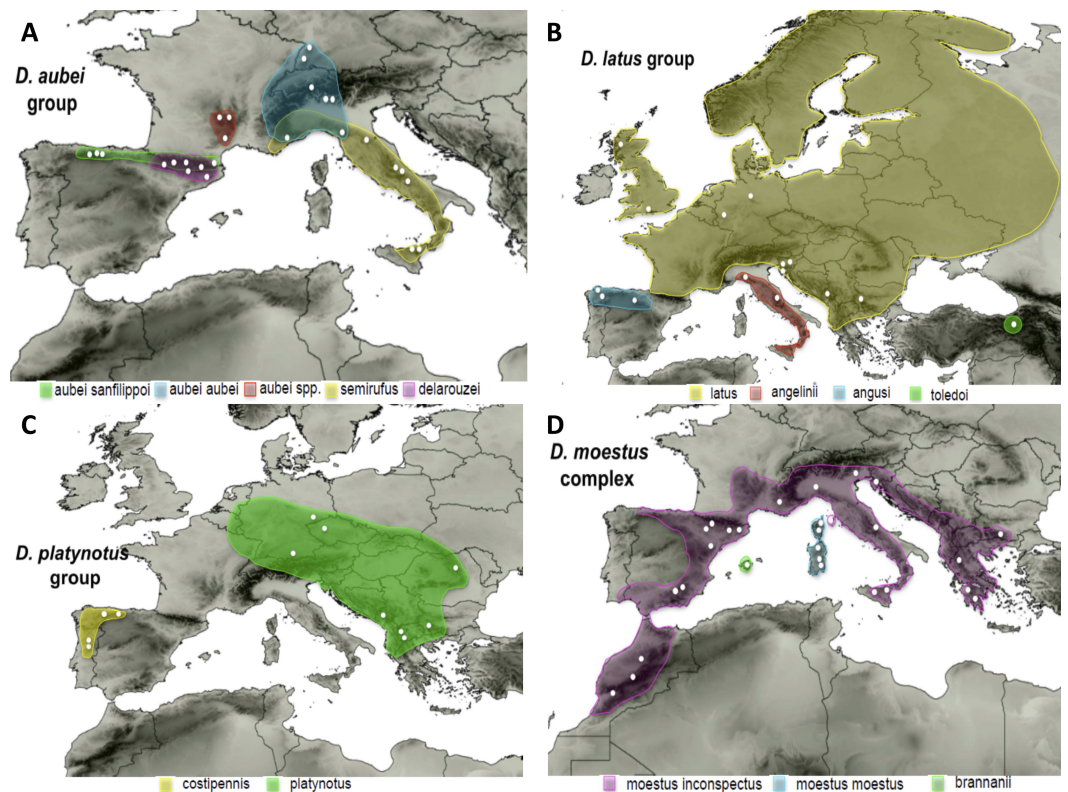 A
D. aubei
group
aubei sanfilippoi
aubei aubei
aubei spp.
semirufus
delarouzei
B
D. latus group
latus
angelinii
angusi
toledoi
C
D. platynotus
group
costipennis
platynotus
D
D. moestus
complex
moestus inconspectus
moestus moestus
brannanii